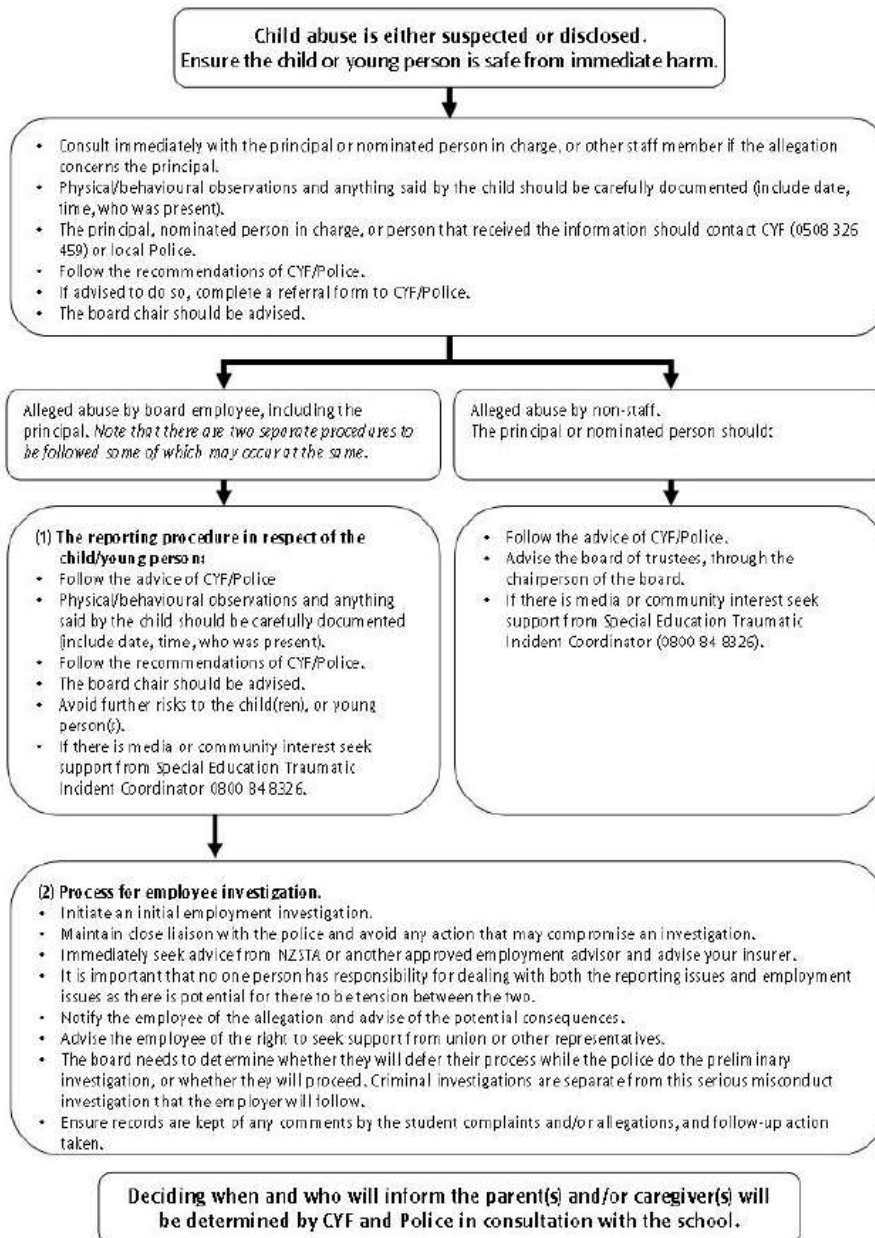 Child abuse is either suspected or disclosed.
Ensure the child or young person is safe from immediate harm.
• Consult immediately with the principal or nominated person in charge, or other staff member if the allegation
concerns the principal.
• Physical/behavioural observations and anything said by the child should be carefully documented (include date,
time, who was present).
• The principal, nominated person in charge, or person that received the information should contact CYF (0508 326
459) or local Police.
• Follow the recommendations of CYF/Police.
• If advised to do so, complete a referral form to CYF/Police.
• The board chair should be advised.
Alleged abuse by board employee, including the
principal. Note that there are two separate procedures to
be followed some of which may occur at the same.
Alleged abuse by non-staff.
The principal or nominated person should:
(1) The reporting procedure in respect of the
child/young person:
• Follow the advice of CYF/Police
• Physical/behavioural observations and anything
said by the child should be carefully documented
(include date, time, who was present).
• Follow the recommendations of CYF/Police.
• The board chair should be advised.
• Avoid further risks to the child(ren), or young
person(s).
• If there is media or community interest seek
support from Special Education Traumatic
Incident Coordinator 0800 84 8326.
• Follow the advice of CYF/Police.
• Advise the board of trustees, through the
chairperson of the board.
• If there is media or community interest seek
support from Special Education Traumatic
Incident Coordinator (0800 84 8326).
(2) Process for employee investigation.
• Initiate an initial employment investigation.
• Maintain close liaison with the police and avoid any action that may compromise an investigation.
• Immediately seek advice from NZSTA or another approved employment advisor and advise your insurer.
• It is important that no one person has responsibility for dealing with both the reporting issues and employment
issues as there is potential for there to be tension between the two.
• Notify the employee of the allegation and advise of the potential consequences.
• Advise the employee of the right to seek support from union or other representatives.
• The board needs to determine whether they will defer their process while the police do the preliminary
investigation, or whether they will proceed. Criminal investigations are separate from this serious misconduct
investigation that the employer will follow.
• Ensure records are kept of any comments by the student complaints and/or allegations, and follow-up action
taken.
Deciding when and who will inform the parent(s) and/or caregiver(s) will
be determined by CYF and Police in consultation with the school.